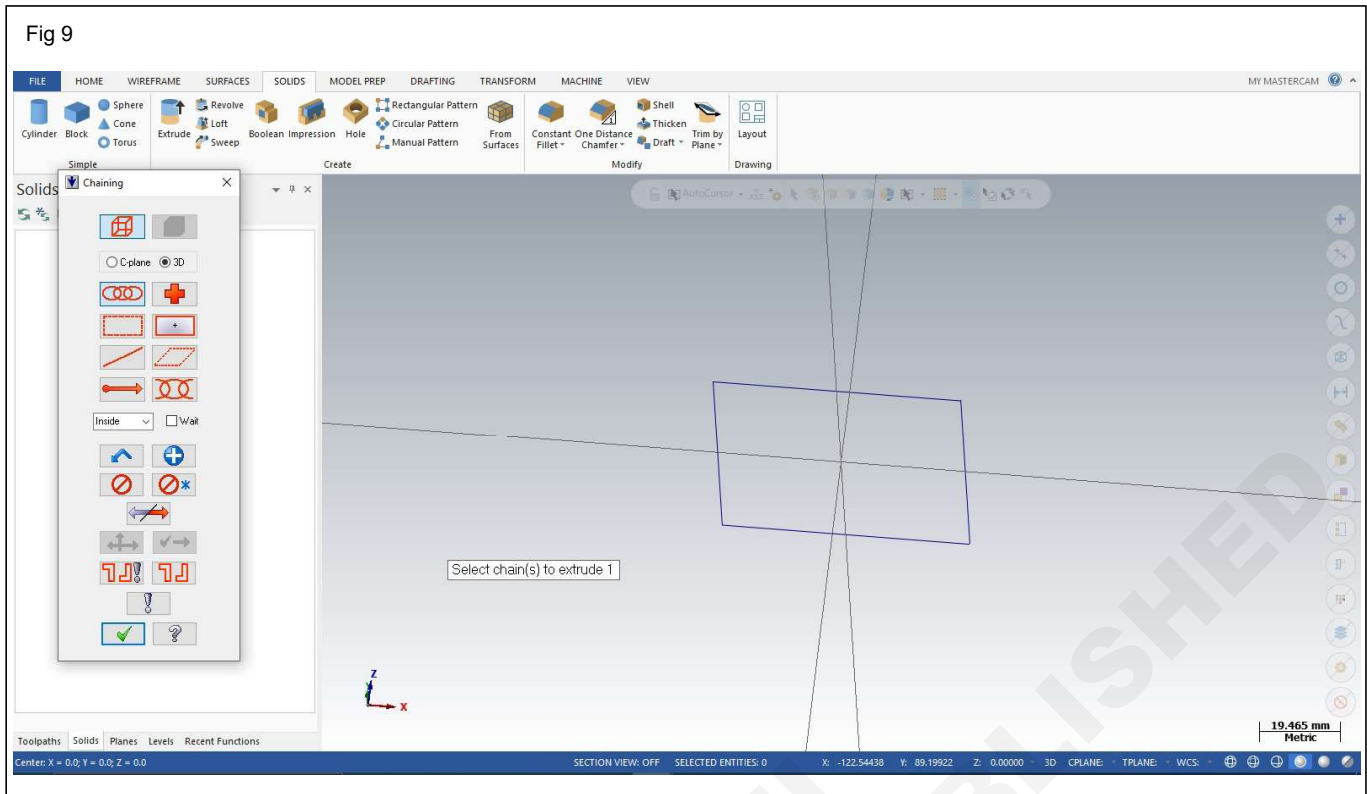 Fig 9
FILE HOME WIREFRAME SURFACES SOLIDS MODEL PREP DRAFTING TRANSFORM MACHINE VIEW MY MASTERCAM
Cylinder Block Sphere Cone Torus
Extrude Revolve Loft Sweep Boolean Impression Hole Rectangular Pattern Circular Pattern Manual Pattern From Surfaces
Constant Fillet One Distance Chamfer Shell Thicken Draft Trim by Plane Layout
Simple Create Modify Drawing
Solids
Chaining
C-plane 3D
Inside Wait
AutoCursor
Select chain(s) to extrude 1
Z
X
19.465 mm
Metric
Toolpaths Solids Planes Levels Recent Functions
Center: X = 0.0; Y = 0.0; Z = 0.0 SECTION VIEW: OFF SELECTED ENTITIES: 0 X: -122.54438 Y: 89.19922 Z: 0.00000 3D CPLANE: TPLANE: WCS:
BLISHED